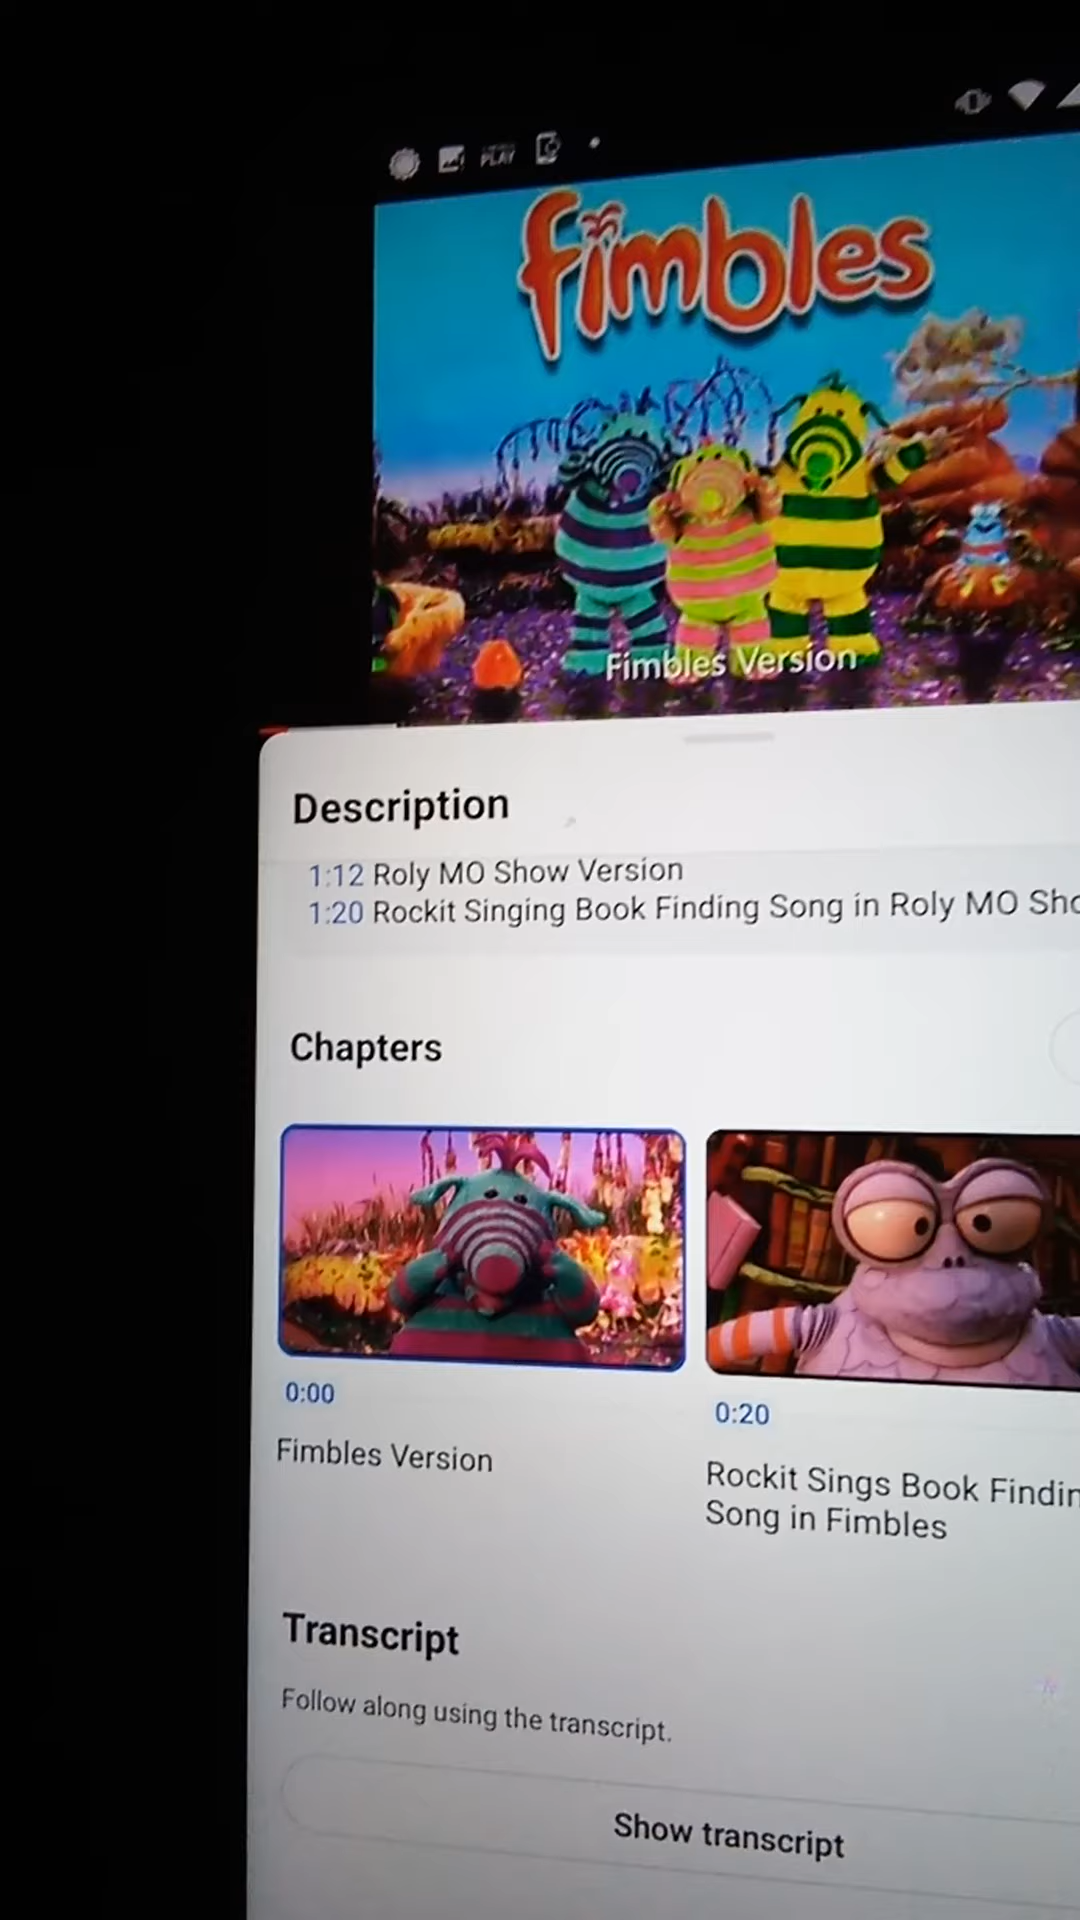 PLAY
fimbles
Fimbles Version
Description
1:12 Roly MO Show Version
1:20 Rockit Singing Book Finding Song in Roly MO
Chapters
0:00
0:20
Fimbles Version
Rockit Sings Book
Song in Fimbles
Transcript
Follow along using the transcript.
Show transcript